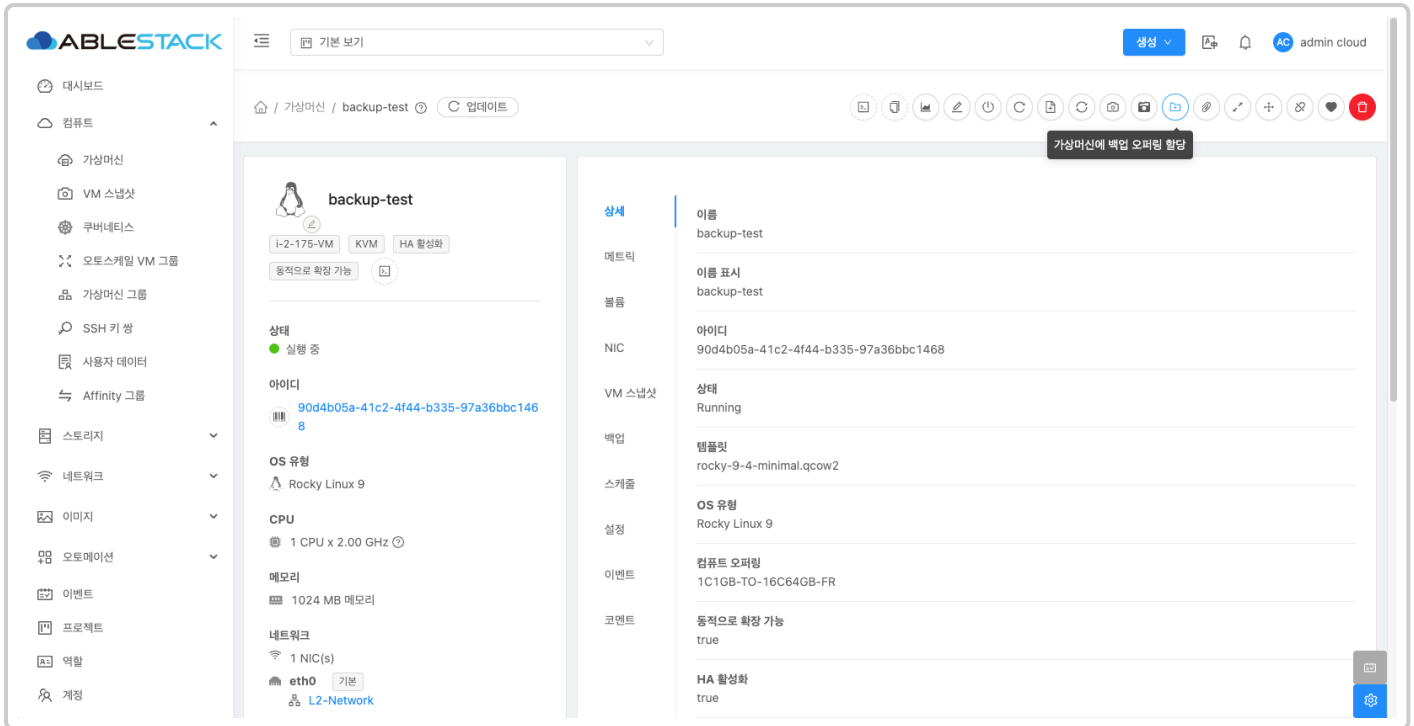 ABLESTACK
기본 보기
생성
AC admin cloud
대시보드
컴퓨트
가상머신
VM 스냅샷
쿠버네티스
오토스케일 VM 그룹
가상머신 그룹
SSH 키 쌍
사용자 데이터
Affinity 그룹
스토리지
네트워크
이미지
오토메이션
이벤트
프로젝트
역할
계정
/ 가상머신 / backup-test 업데이트
가상머신에 백업 오퍼링 할당
backup-test
i-2-175-VM KVM HA 활성화
동적으로 확장 가능
상태
실행 중
아이디
90d4b05a-41c2-4f44-b335-97a36bbc146
8
OS 유형
Rocky Linux 9
CPU
1 CPU x 2.00 GHz
메모리
1024 MB 메모리
네트워크
1 NIC(s)
eth0 기본
L2-Network
상세
메트릭
볼륨
NIC
VM 스냅샷
백업
스케줄
설정
이벤트
코멘트
이름
backup-test
이름 표시
backup-test
아이디
90d4b05a-41c2-4f44-b335-97a36bbc1468
상태
Running
템플릿
rocky-9-4-minimal.qcow2
OS 유형
Rocky Linux 9
컴퓨트 오퍼링
1C1GB-TO-16C64GB-FR
동적으로 확장 가능
true
HA 활성화
true